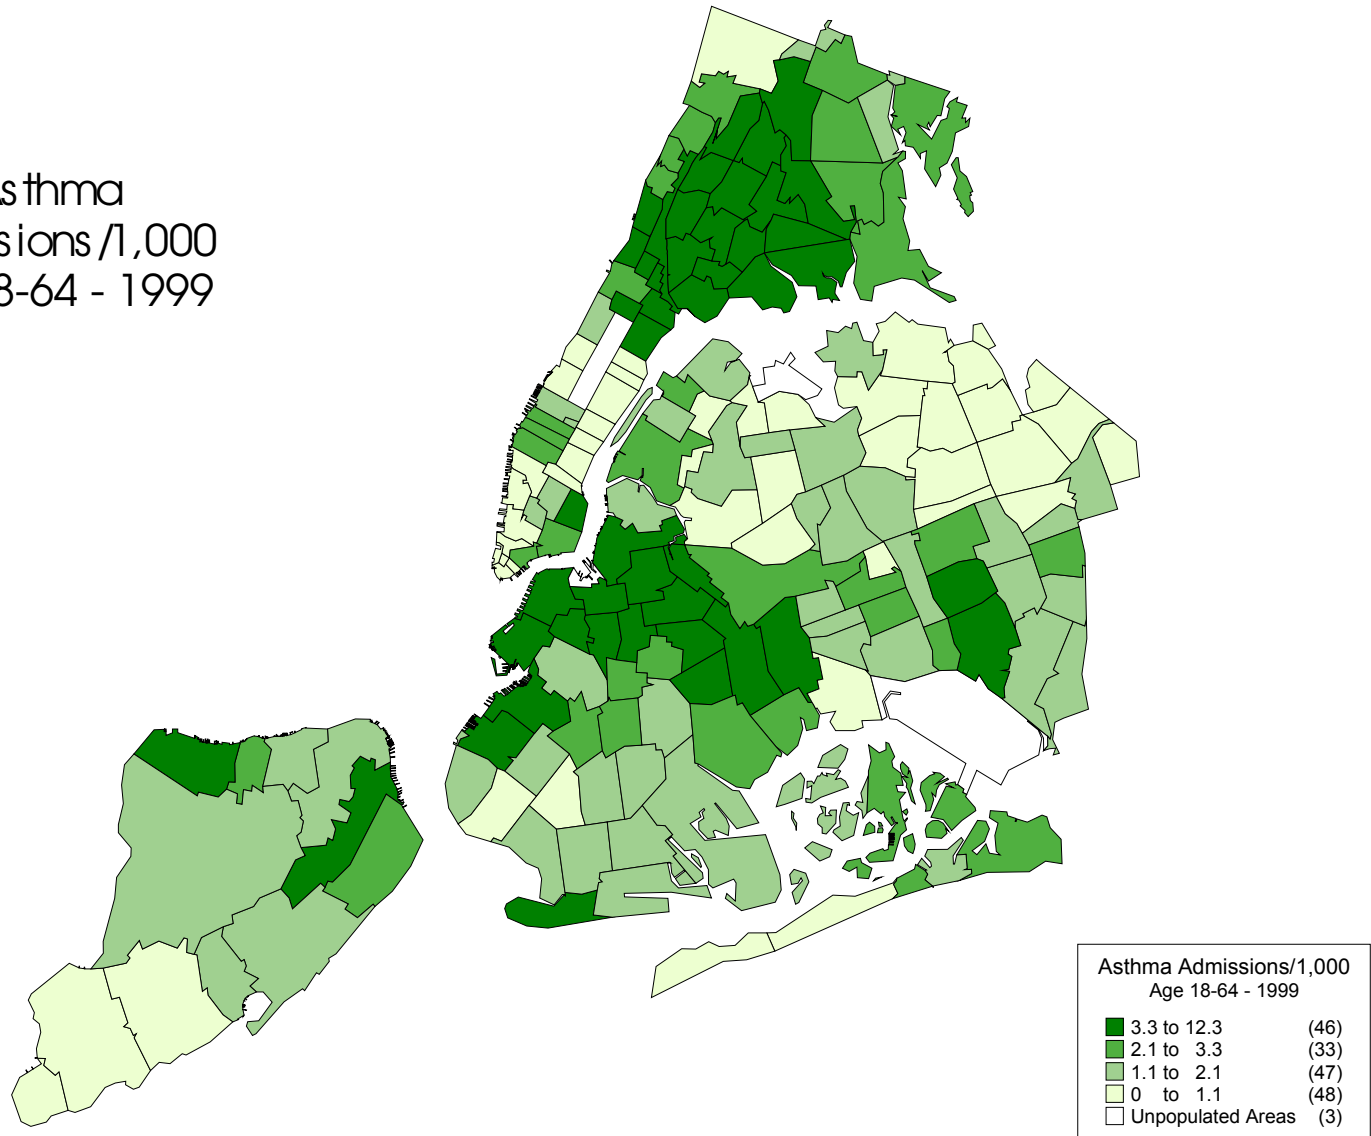 sthma
sions/1,000
8-64 - 1999
Asthma Admissions/1,000
Age 18-64 - 1999
3.3 to 12.3 (46)
2.1 to 3.3 (33)
1.1 to 2.1 (47)
0 to 1.1 (48)
Unpopulated Areas (3)